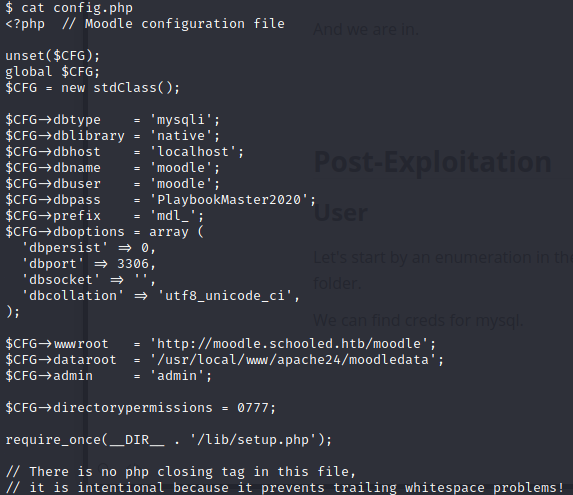 $ cat config.php
<?php  // Moodle configuration file
And we are in.
unset($CFG);
global $CFG;
$CFG = new stdClass();
$CFG->dbtype    = 'mysqli';
$CFG->dblibrary = 'native';
$CFG->dbhost    = 'localhost';
$CFG->dbname    = 'moodle';
$CFG->dbuser    = 'moodle';
$CFG->dbpass    = 'PlaybookMaster2020';
$CFG->prefix    = 'mdl_';
$CFG->dboptions = array (
  'dbpersist' => 0,
  'dbport' => 3306,
  'dbsocket' => '',
  'dbcollation' => 'utf8_unicode_ci',
);
Post-Exploitation
User
Let's start by an enumeration in th
folder.
We can find creds for mysql.
$CFG->wwwroot   = 'http://moodle.schooled.htb/moodle';
$CFG->dataroot  = '/usr/local/www/apache24/moodledata';
$CFG->admin     = 'admin';
$CFG->directorypermissions = 0777;
require_once(__DIR__ . '/lib/setup.php');
// There is no php closing tag in this file,
// it is intentional because it prevents trailing whitespace problems!